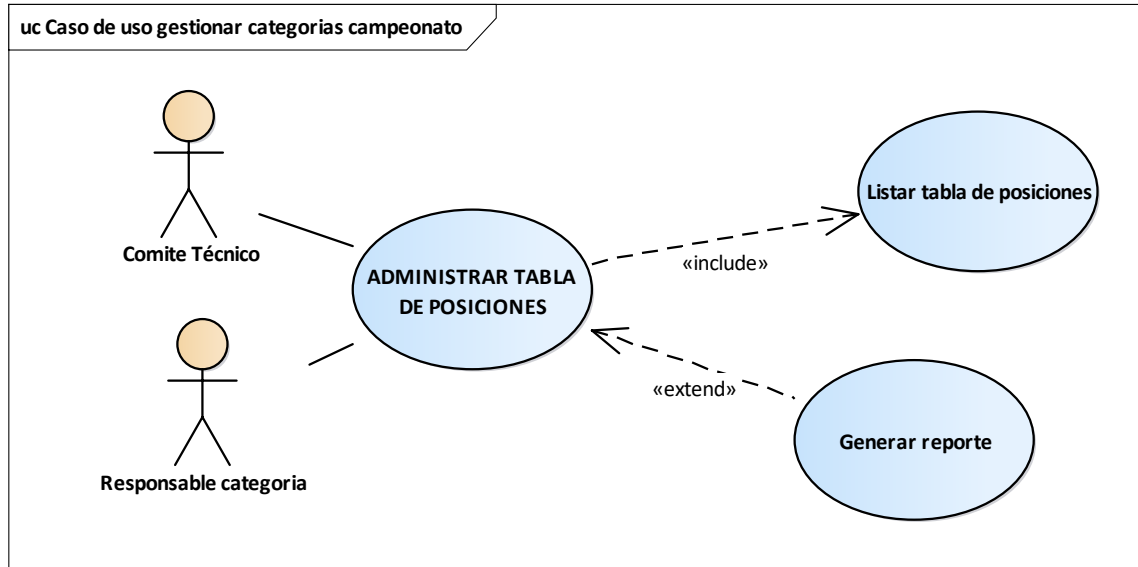 uc Caso de uso gestionar categorias campeonato
Comite Técnico
Responsable categoria
ADMINISTRAR TABLA
DE POSICIONES
«include»
«extend»
Listar tabla de posiciones
Generar reporte